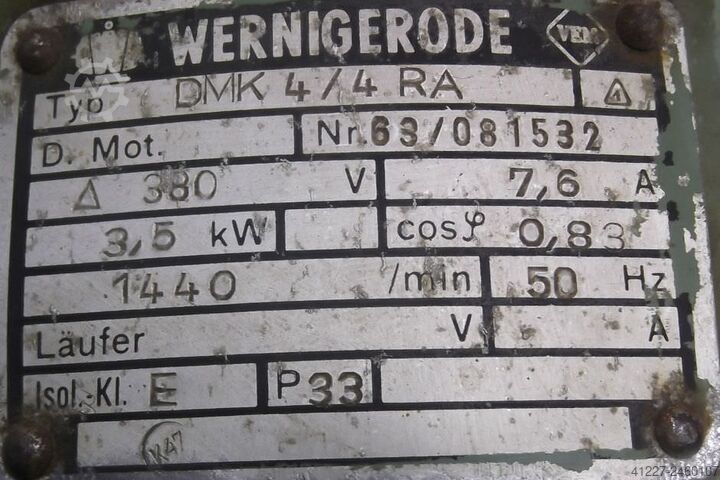 WERNIGERODE VEM
Typ DMK 4/4 RA
D. Mot. Nr. 63/081532
Δ 380 V 7,6 A
3,5 kW cosφ 0,83
1440 /min 50 Hz
Läufer V A
Isol.-Kl. E P33
K47
41227-2460107